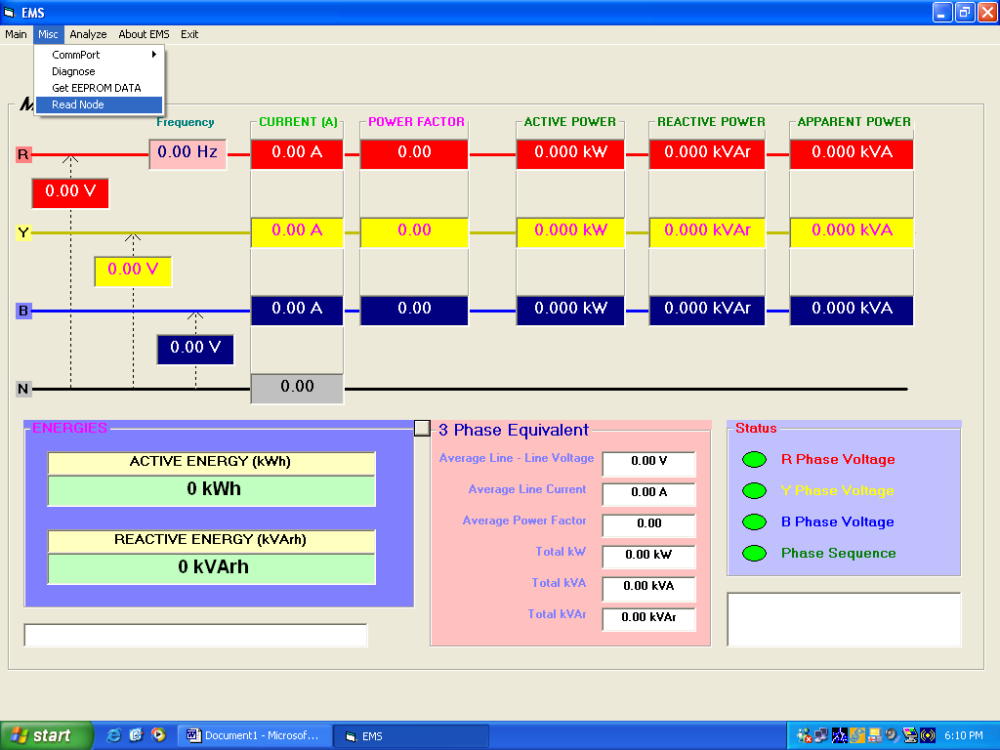 EMS
Main Misc Analyze About EMS Exit
CommPort
Diagnose
Get EEPROM DATA
Read Node
Frequency CURRENT (A) POWER FACTOR ACTIVE POWER REACTIVE POWER APPARENT POWER
R 0.00 Hz 0.00 A 0.00 0.000 kW 0.000 kVAr 0.000 kVA
0.00 V
Y 0.00 A 0.00 0.000 kW 0.000 kVAr 0.000 kVA
0.00 V
B 0.00 A 0.00 0.000 kW 0.000 kVAr 0.000 kVA
0.00 V
N 0.00
ENERGIES
ACTIVE ENERGY (kWh)
0 kWh
REACTIVE ENERGY (kVArh)
0 kVArh
3 Phase Equivalent
Average Line - Line Voltage 0.00 V
Average Line Current 0.00 A
Average Power Factor 0.00
Total kW 0.00 kW
Total kVA 0.00 kVA
Total kVAr 0.00 kVAr
Status
R Phase Voltage
Y Phase Voltage
B Phase Voltage
Phase Sequence
start Document1 - Microsof... EMS 6:10 PM